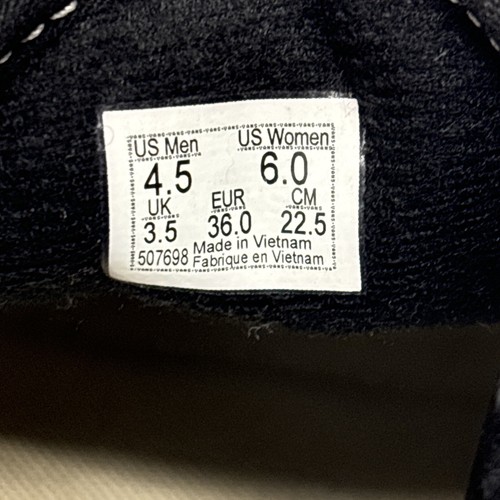 US Men US Women
4.5 6.0
UK EUR CM
3.5 36.0 22.5
507698 Made in Vietnam
Fabrique en Vietnam